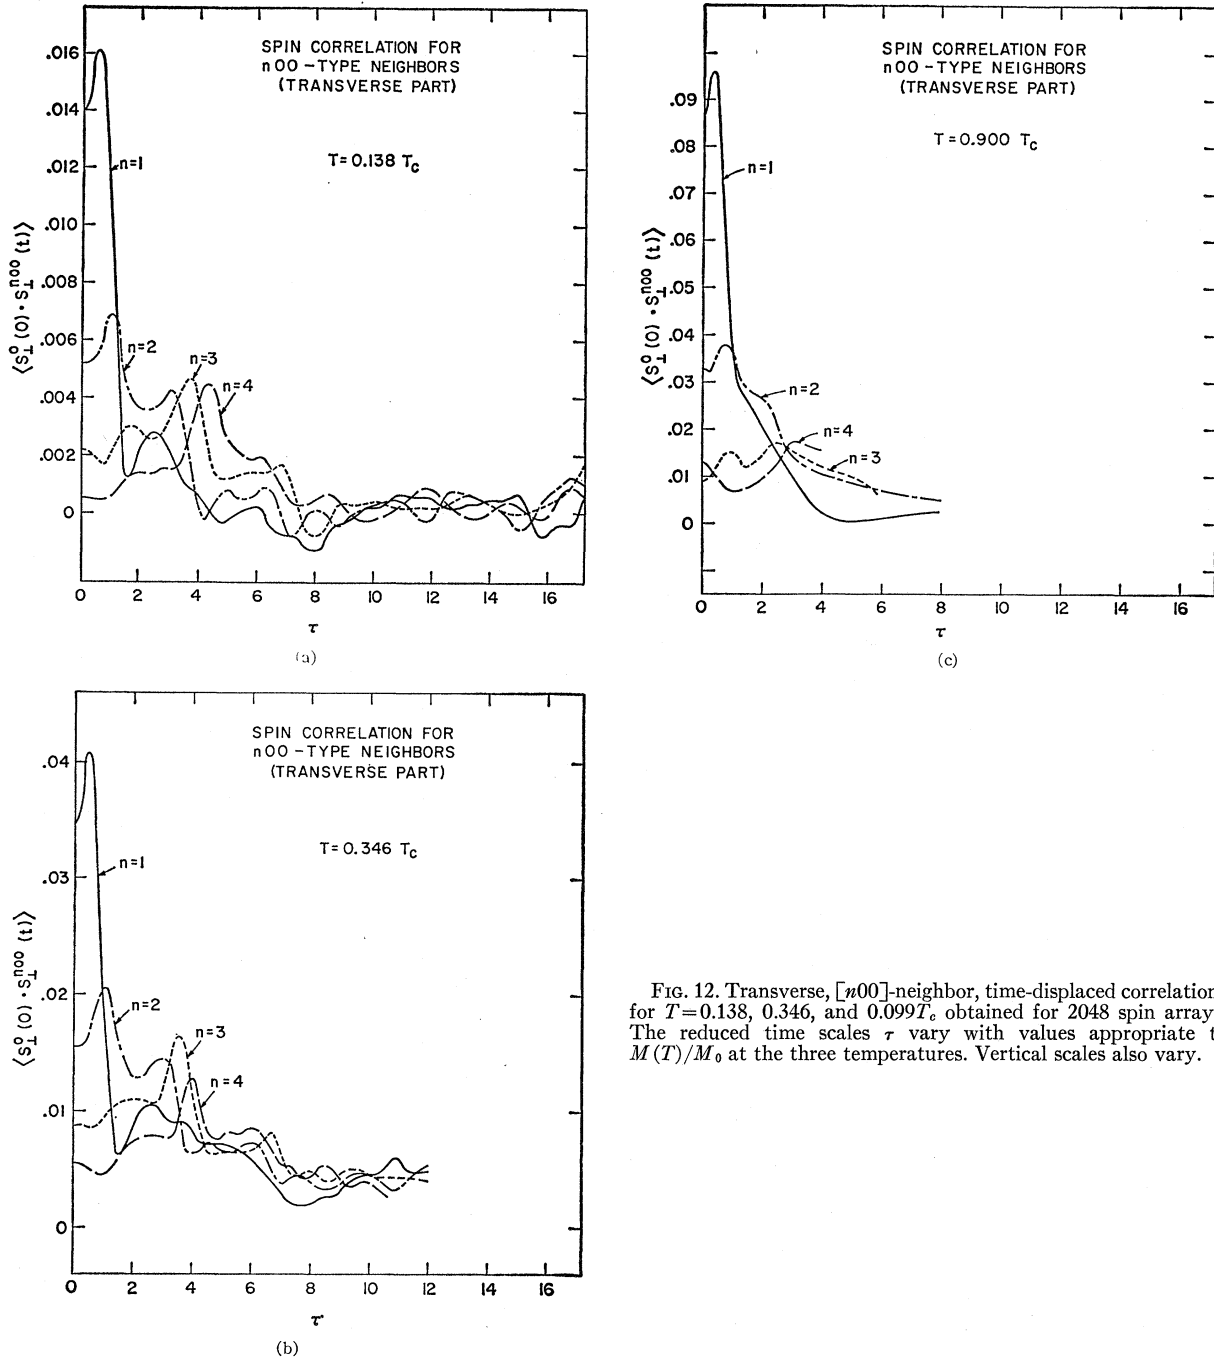 SPIN CORRELATION FOR
n00-TYPE NEIGHBORS
(TRANSVERSE PART)
T=0.138 Tc
.016
.014
.012
.010
.008
.006
.004
.002
0
n=1
n=2
n=3
n=4
⟨S⊥^0 (0) • S⊥^n00 (t)⟩
0 2 4 6 8 10 12 14 16
τ
(a)
SPIN CORRELATION FOR
n00-TYPE NEIGHBORS
(TRANSVERSE PART)
T=0.900 Tc
.09
.08
.07
.06
.05
.04
.03
.02
.01
0
n=1
n=2
n=4
n=3
⟨S⊥^0 (0) • S⊥^n00 (t)⟩
0 2 4 6 8 10 12 14 16
τ
(c)
SPIN CORRELATION FOR
n00-TYPE NEIGHBORS
(TRANSVERSE PART)
T=0.346 Tc
.04
.03
.02
.01
0
n=1
n=2
n=3
n=4
⟨S⊥^0 (0) • S⊥^n00 (t)⟩
0 2 4 6 8 10 12 14 16
τ
(b)
FIG. 12. Transverse, [n00]-neighbor, time-displaced correlation
for T=0.138, 0.346, and 0.099Tc obtained for 2048 spin array
The reduced time scales τ vary with values appropriate t
M(T)/M0 at the three temperatures. Vertical scales also vary.